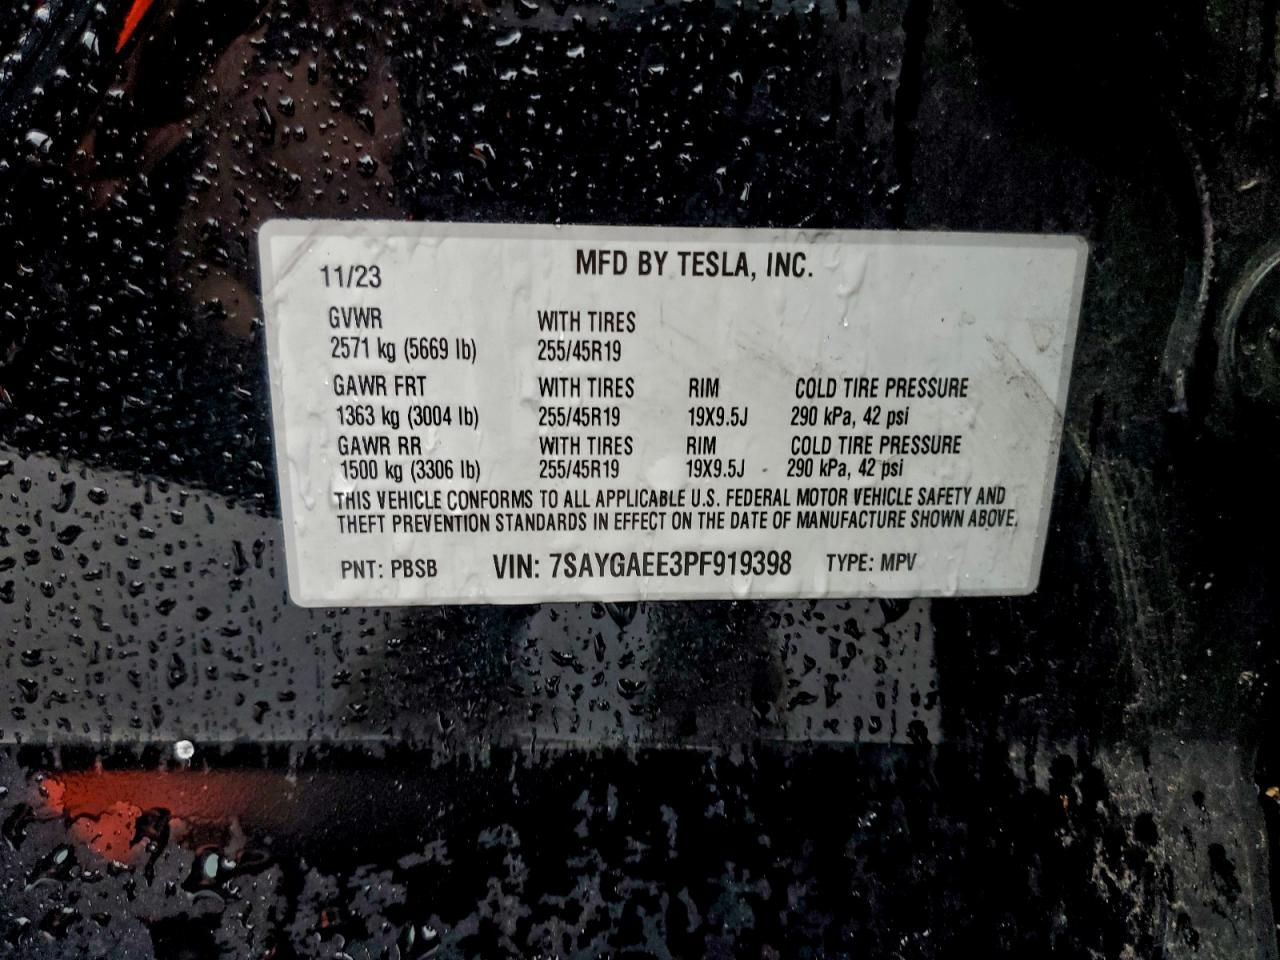 MFD BY TESLA, INC.
11/23
GVWR WITH TIRES
2571 kg (5669 lb) 255/45R19
GAWR FRT WITH TIRES RIM COLD TIRE PRESSURE
1363 kg (3004 lb) 255/45R19 19X9.5J 290 kPa, 42 psi
GAWR RR WITH TIRES RIM COLD TIRE PRESSURE
1500 kg (3306 lb) 255/45R19 19X9.5J 290 kPa, 42 psi
THIS VEHICLE CONFORMS TO ALL APPLICABLE U.S. FEDERAL MOTOR VEHICLE SAFETY AND
THEFT PREVENTION STANDARDS IN EFFECT ON THE DATE OF MANUFACTURE SHOWN ABOVE.
PNT: PBSB VIN: 7SAYGAEE3PF919398 TYPE: MPV